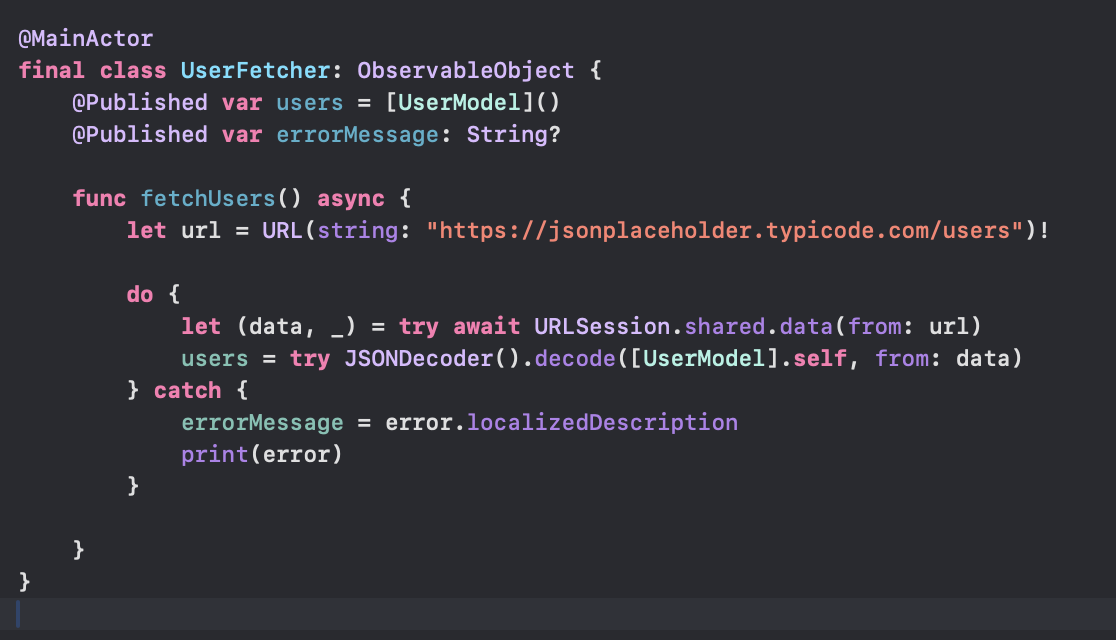 @MainActor
final class UserFetcher: ObservableObject {
    @Published var users = [UserModel]()
    @Published var errorMessage: String?

    func fetchUsers() async {
        let url = URL(string: "https://jsonplaceholder.typicode.com/users")!

        do {
            let (data, _) = try await URLSession.shared.data(from: url)
            users = try JSONDecoder().decode([UserModel].self, from: data)
        } catch {
            errorMessage = error.localizedDescription
            print(error)
        }

    }
}